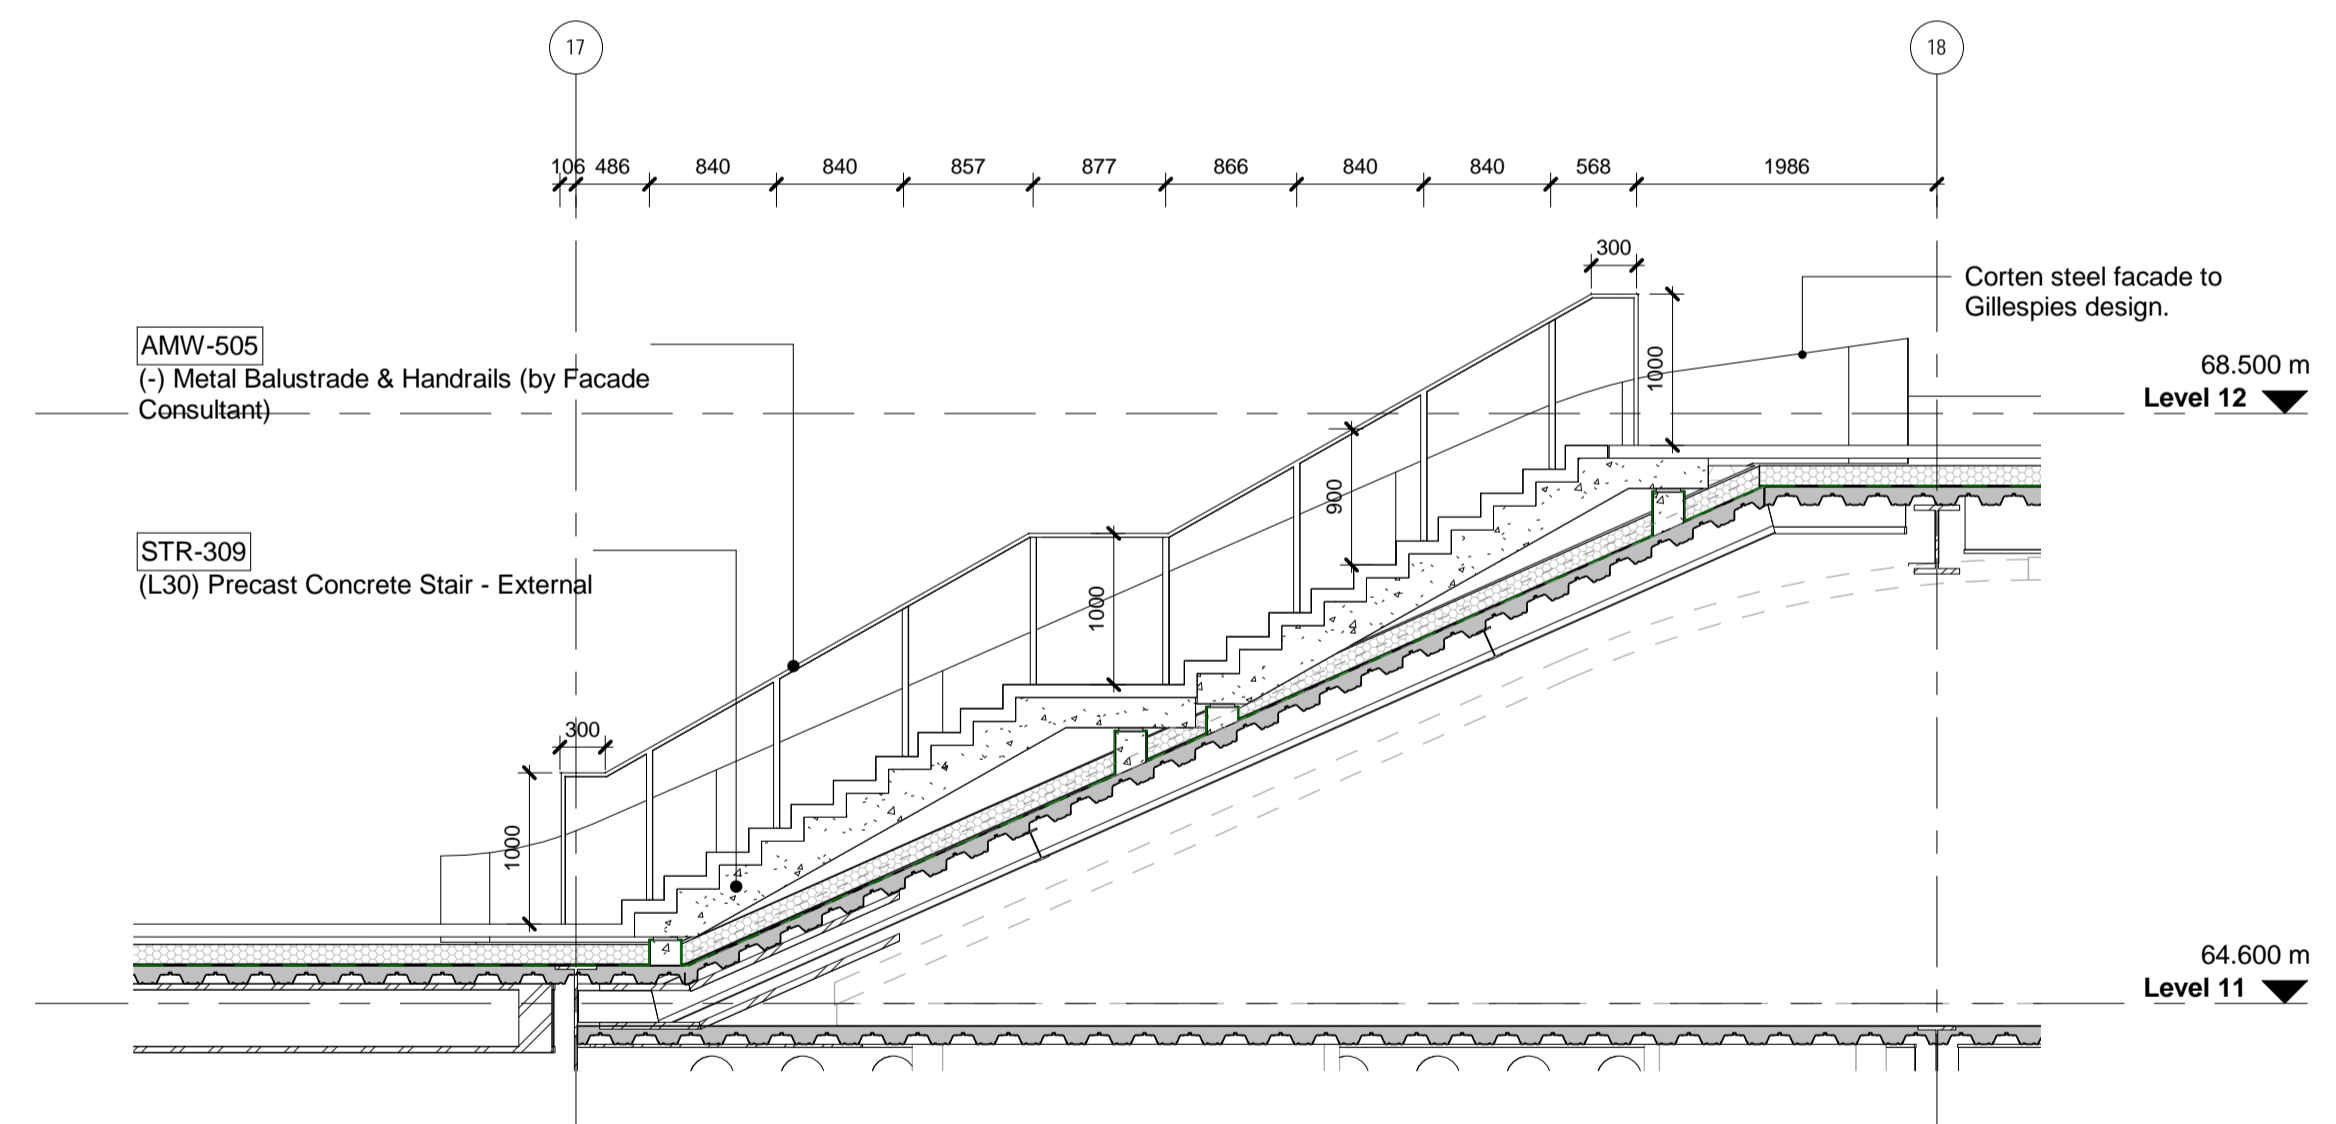 17
18
106
486
840
840
857
877
866
840
840
568
1986
300
Corten steel facade to
Gillespies design.
1000
AMW-505
(-) Metal Balustrade & Handrails (by Facade
Consultant)
68.500 m
Level 12
900
STR-309
(L30) Precast Concrete Stair - External
1000
300
1000
64.600 m
Level 11